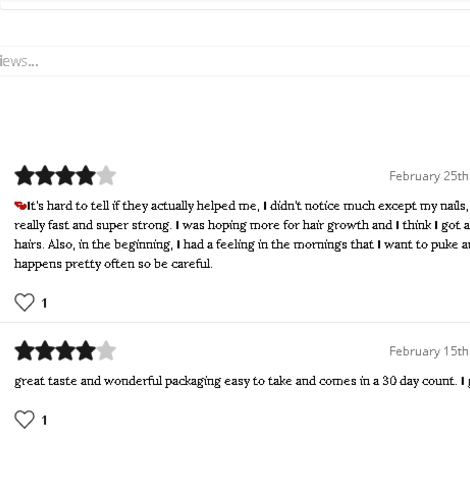 iews...
February 25th
It's hard to tell if they actually helped me, I didn't notice much except my nails,
really fast and super strong. I was hoping more for hair growth and I think I got a
hairs. Also, in the beginning, I had a feeling in the mornings that I want to puke a
happens pretty often so be careful.
1
February 15th
great taste and wonderful packaging easy to take and comes in a 30 day count. I
1